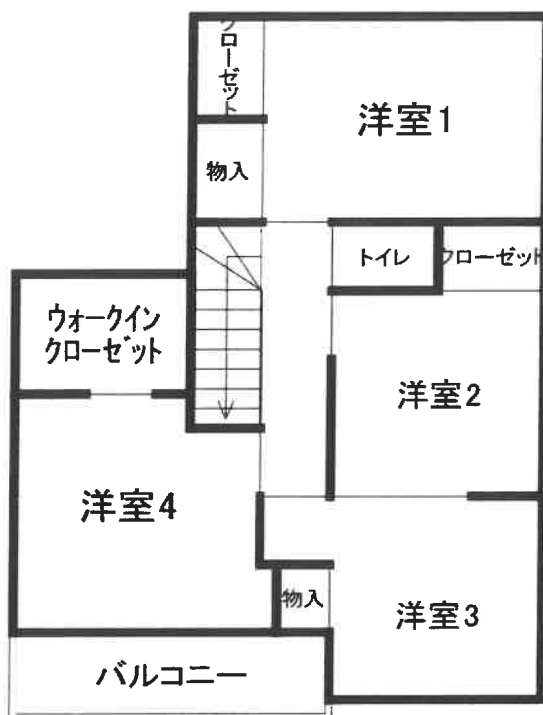 クローゼット
洋室1
物入
トイレ
クローゼット
ウォークイン
クローゼット
洋室2
洋室4
物入
洋室3
バルコニー